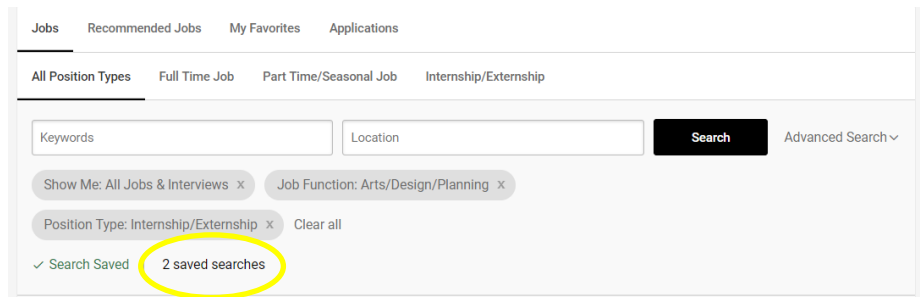 Jobs Recommended Jobs My Favorites Applications
All Position Types Full Time Job Part Time/Seasonal Job Internship/Externship
Keywords Location Search Advanced Search
Show Me: All Jobs & Interviews x Job Function: Arts/Design/Planning x
Position Type: Internship/Externship x Clear all
Search Saved 2 saved searches